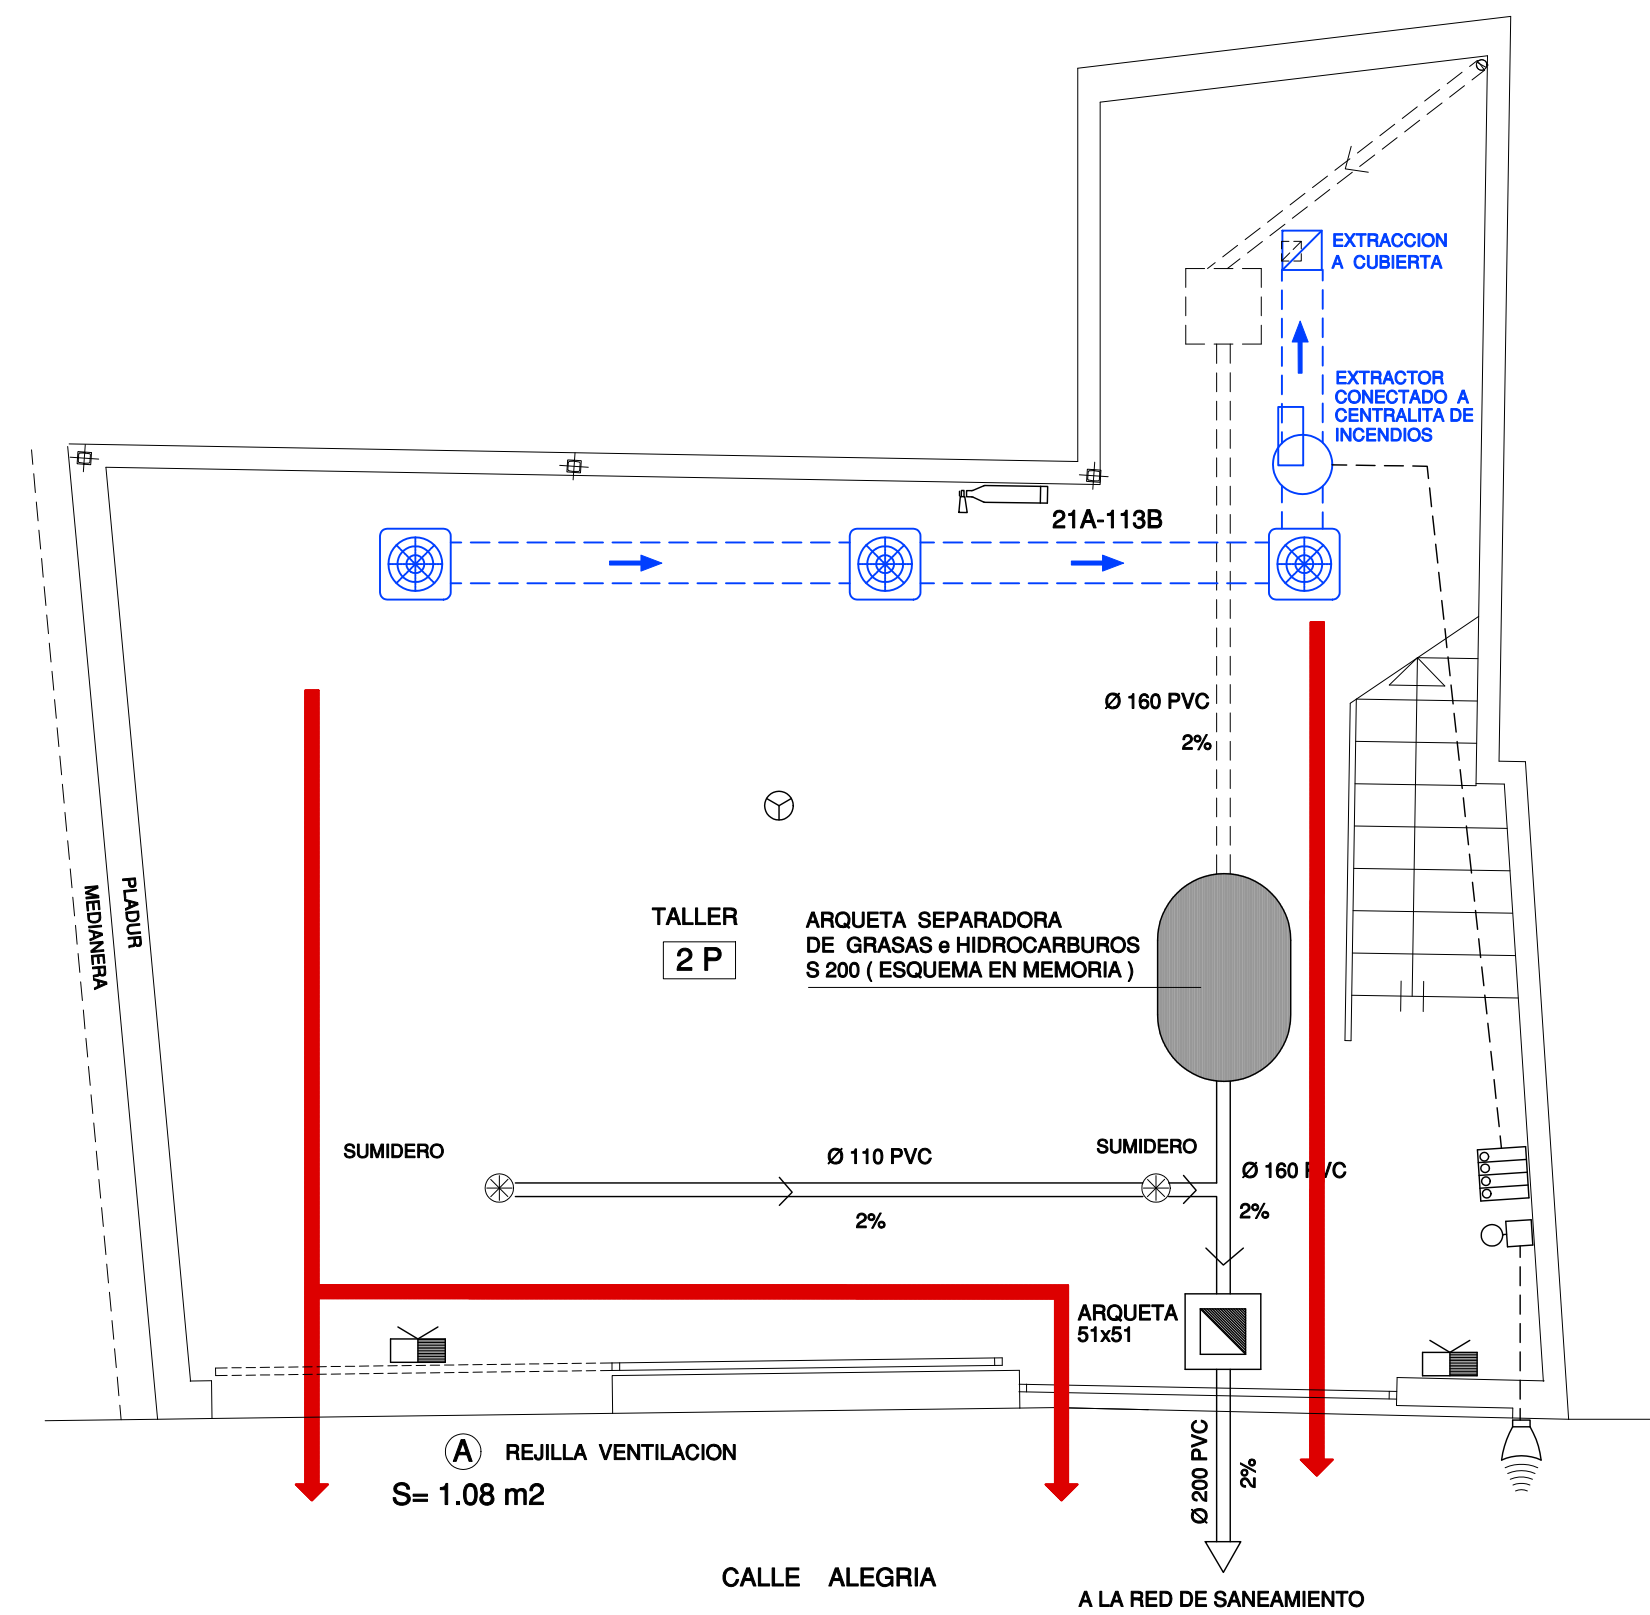 EXTRACCION
A CUBIERTA
EXTRACTOR
CONECTADO A
CENTRALITA DE
INCENDIOS
21A-113B
Ø 160 PVC
2%
MEDIANERA
PLADUR
TALLER
2 P
ARQUETA SEPARADORA
DE GRASAS e HIDROCARBUROS
S 200 ( ESQUEMA EN MEMORIA )
SUMIDERO
Ø 110 PVC
2%
SUMIDERO
Ø 160 PVC
2%
ARQUETA
51x51
A REJILLA VENTILACION
S= 1.08 m2
Ø 200 PVC
2%
CALLE ALEGRIA
A LA RED DE SANEAMIENTO